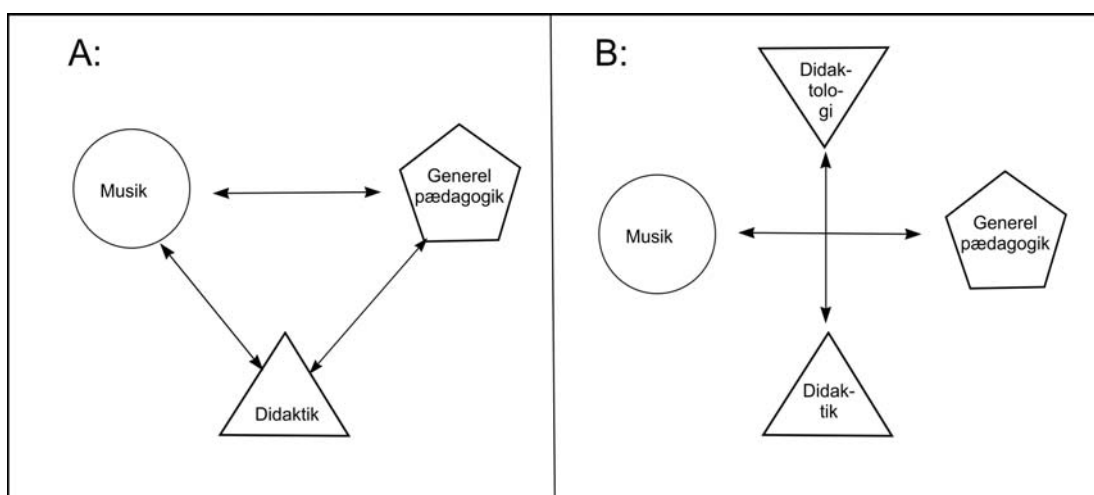 A:
Musik
Generel
pædagogik
Didaktik
B:
Didak-
tolo-
gi
Musik
Generel
pædagogik
Didak-
tik